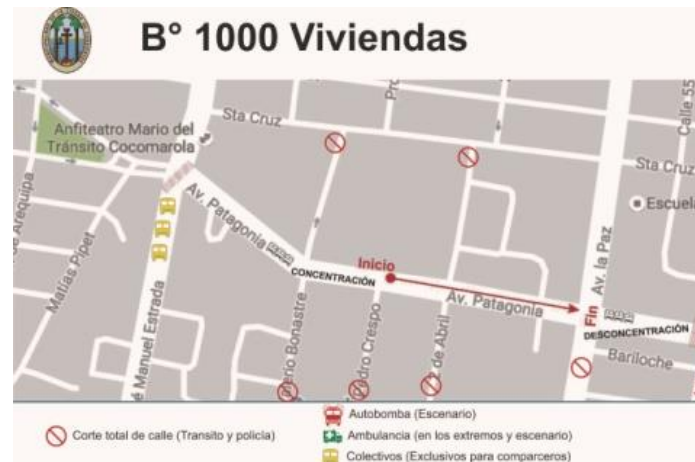 B° 1000 Viviendas
Calle 55
Sta Cruz
Anfiteatro Mario del
Tránsito Cocomarola
Sta Cruz
Escuela
Arequipa
Av. Patagonia
Matías Pipet
Av. la Paz
Inicio
CONCENTRACIÓN
Av. Patagonia
Fin
DESCONCENTRACIÓN
Bariloche
é Manuel Estrada
Bonastre
Pedro Crespo
de Abril
Autobomba (Escenario)
Corte total de calle (Transito y policía)
Ambulancia (en los extremos y escenario)
Colectivos (Exclusivos para comparceros)